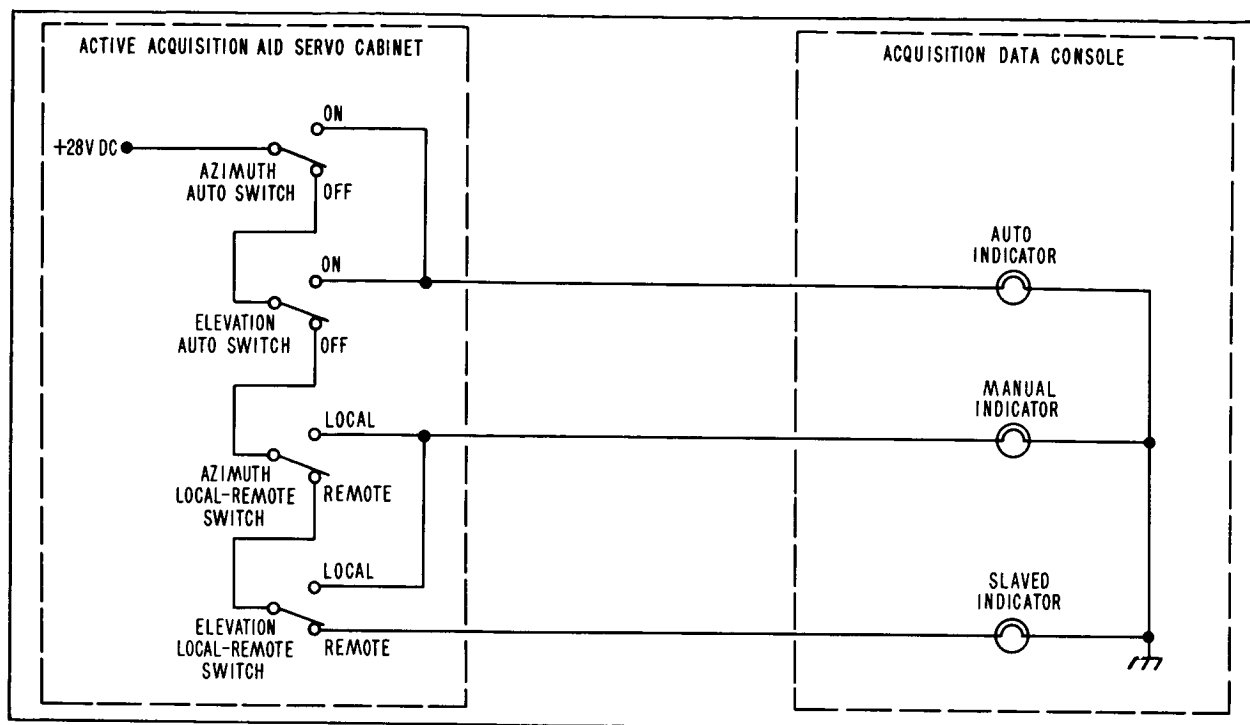 ACTIVE ACQUISITION AID SERVO CABINET
ACQUISITION DATA CONSOLE
ON
+28V DC
AZIMUTH
AUTO SWITCH
OFF
AUTO
INDICATOR
ON
ELEVATION
AUTO SWITCH
OFF
MANUAL
INDICATOR
LOCAL
AZIMUTH
LOCAL-REMOTE
SWITCH
REMOTE
LOCAL
SLAVED
INDICATOR
ELEVATION
LOCAL-REMOTE
SWITCH
REMOTE